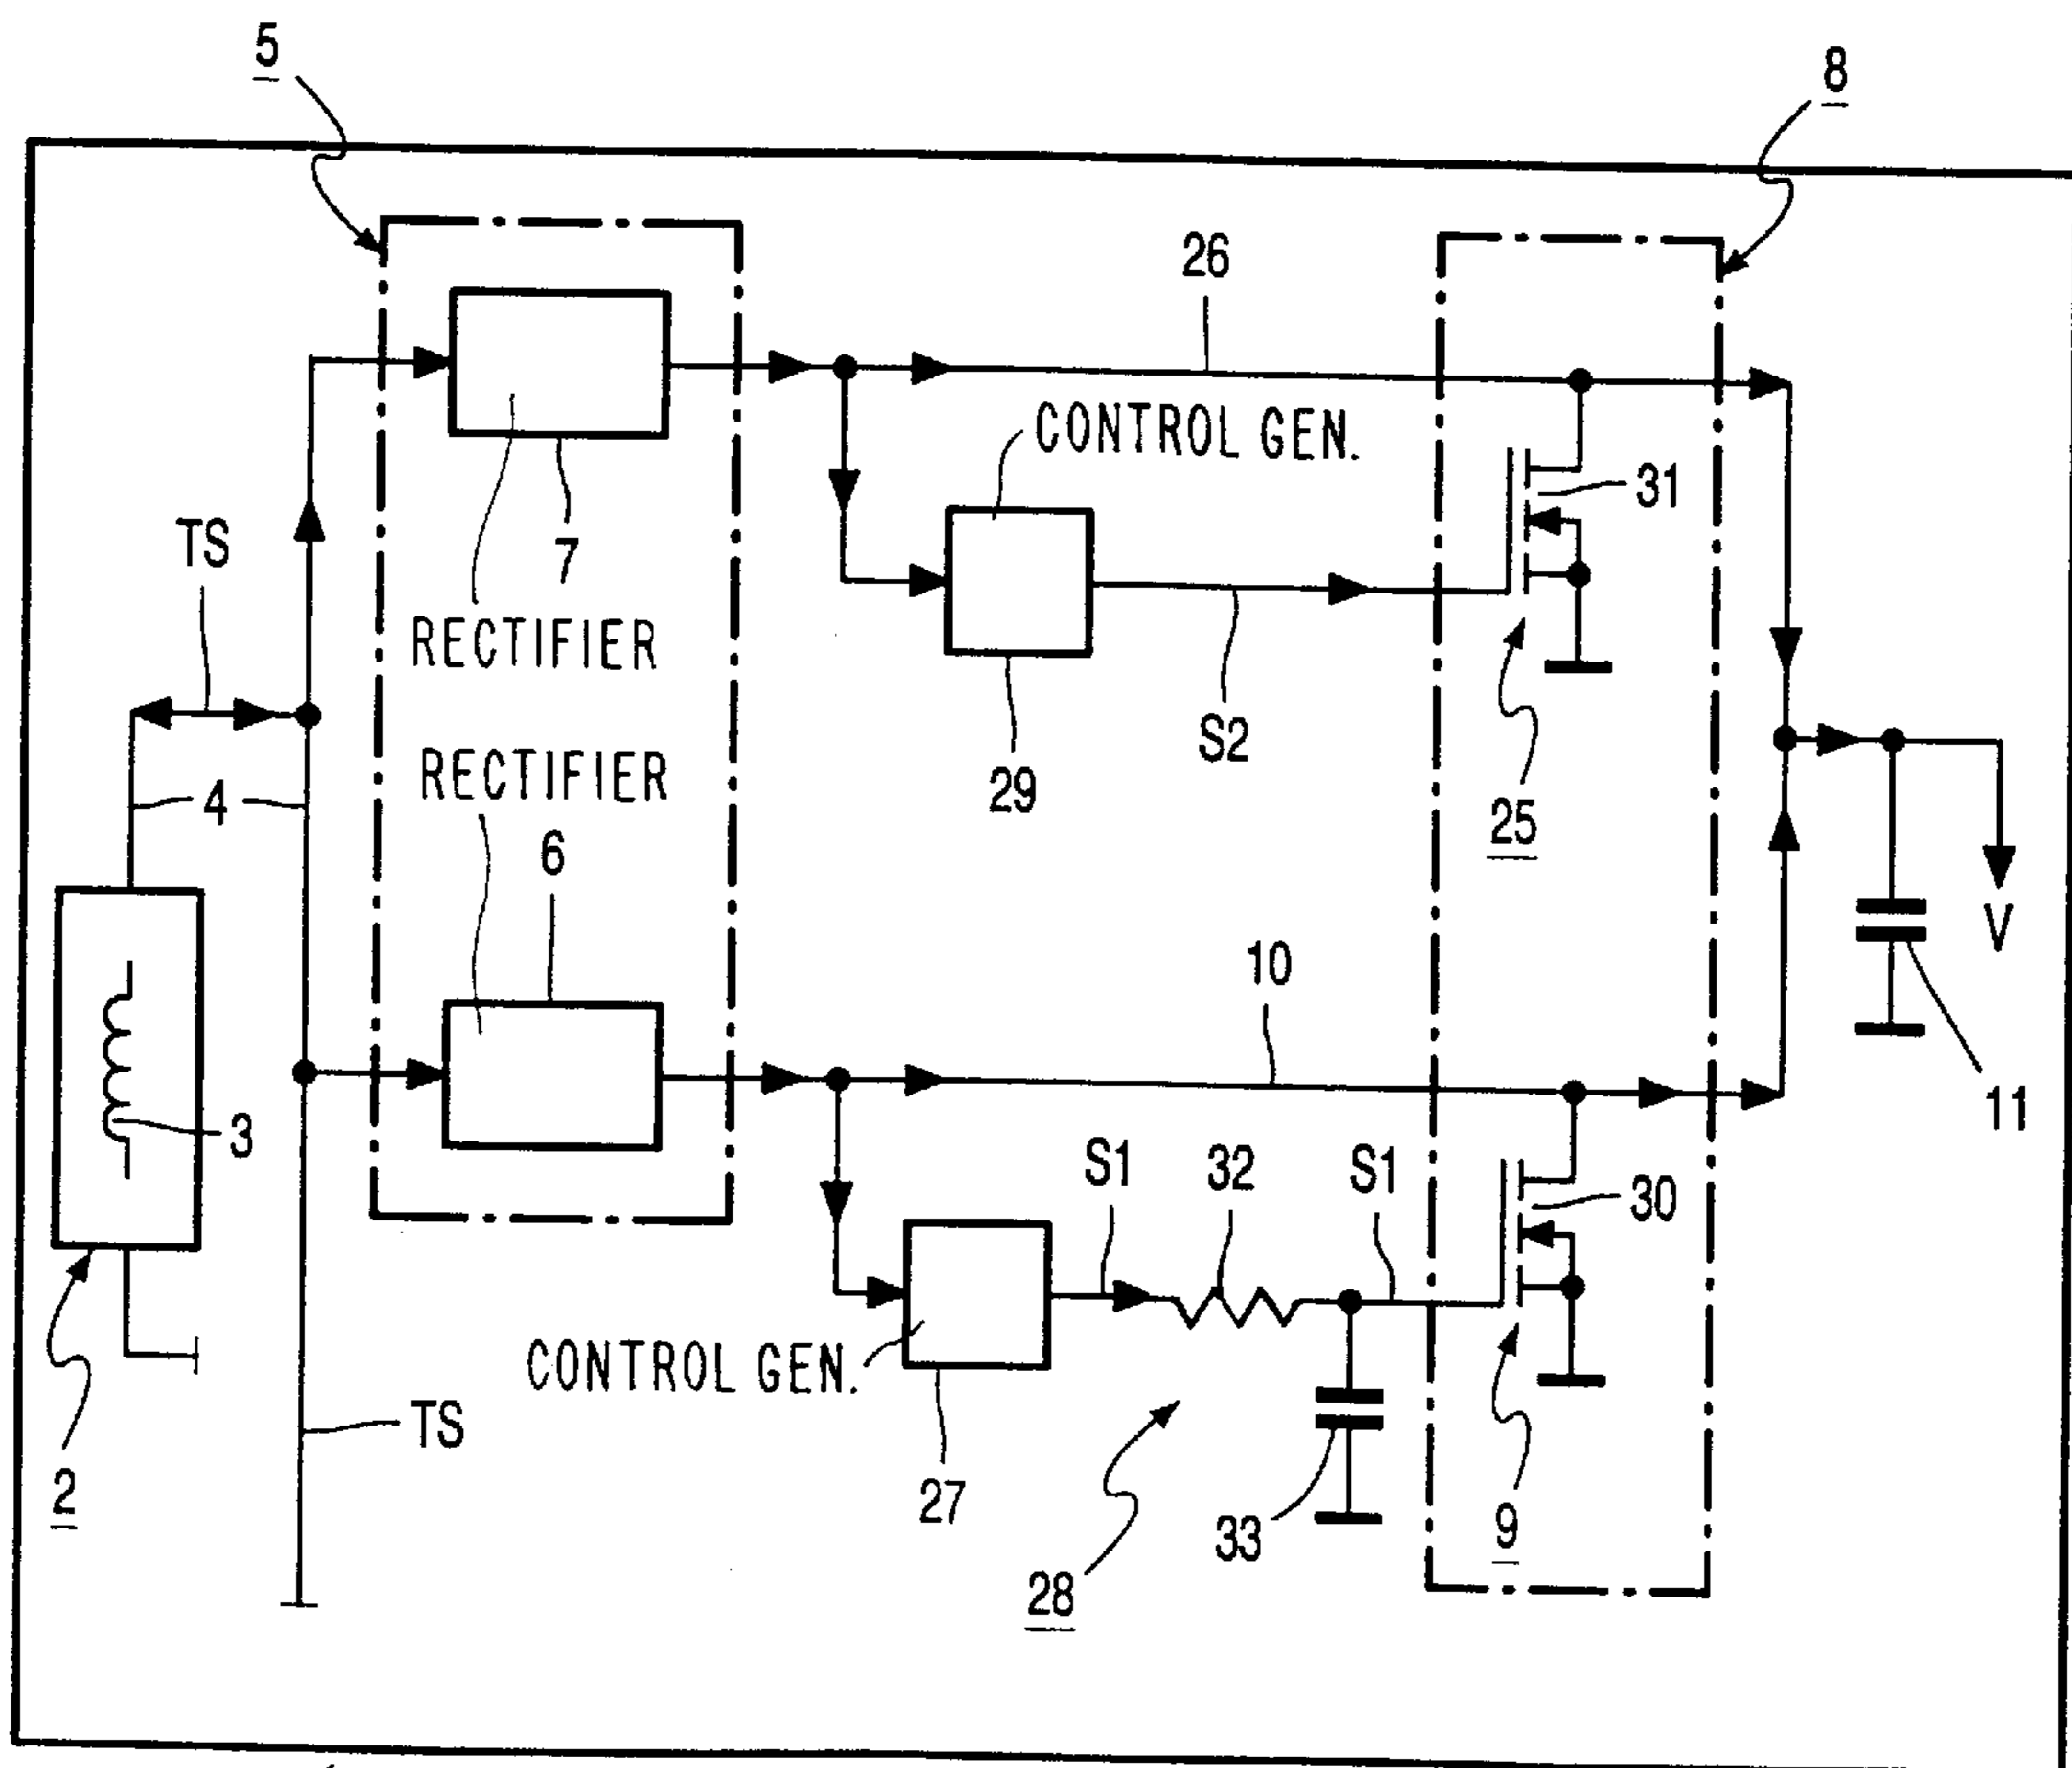 5
8
26
CONTROL GEN.
31
TS
7
RECTIFIER
S2
RECTIFIER
29
4
25
6
V
10
11
3
S1
32
S1
30
CONTROL GEN.
TS
27
2
33
9
28